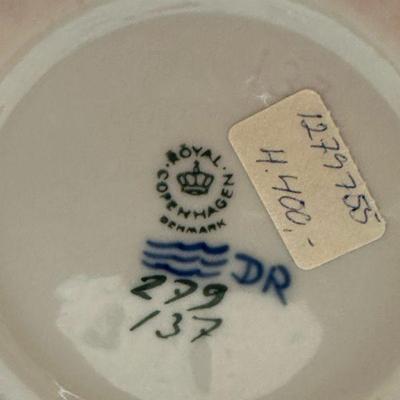 ROYAL
COPENHAGEN
DENMARK
DR
279
137
1279755
H. 400,-